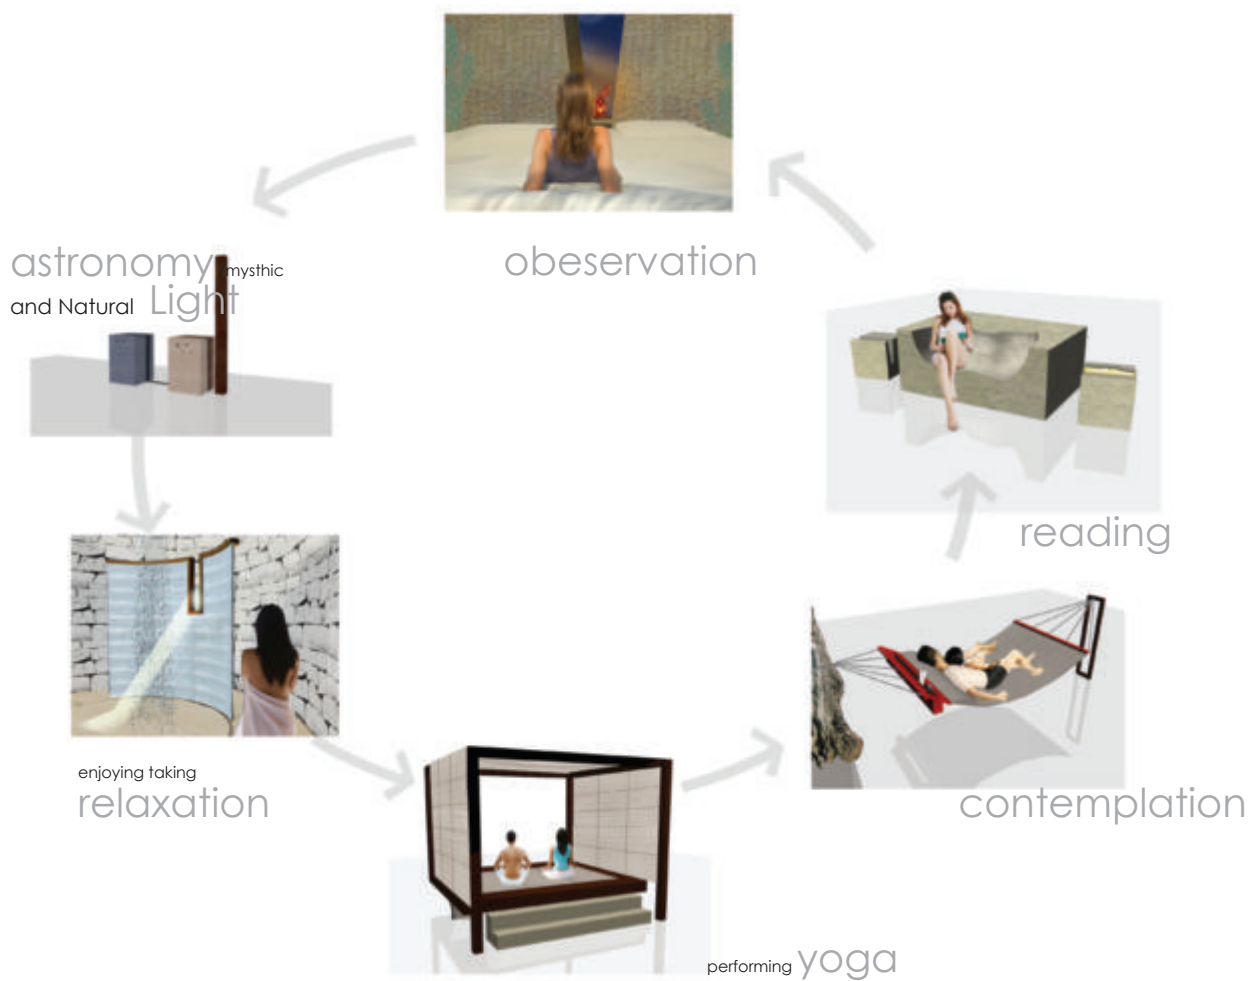 obeservation
astronomy mysthic
and Natural Light
reading
enjoying taking
relaxation
contemplation
performing yoga